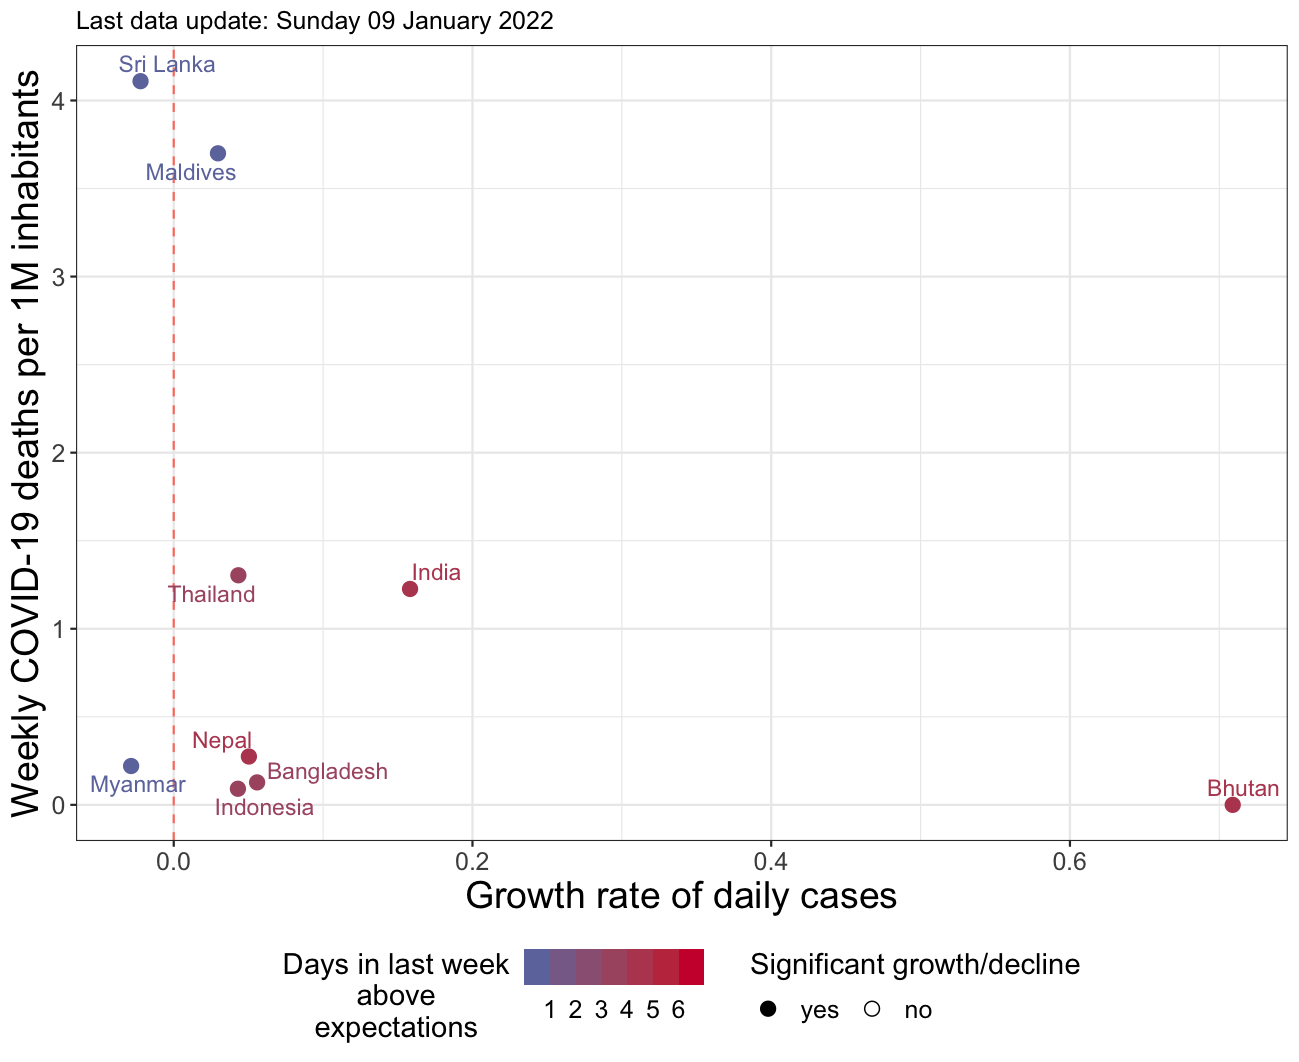 Last data update: Sunday 09 January 2022
Weekly COVID-19 deaths per 1M inhabitants
4
3
2
1
0
Sri Lanka
Maldives
India
Thailand
Nepal
Bangladesh
Myanmar
Bhutan
Indonesia
0.0 0.2 0.4 0.6
Growth rate of daily cases
Days in last week
above
expectations
1 2 3 4 5 6
Significant growth/decline
yes no